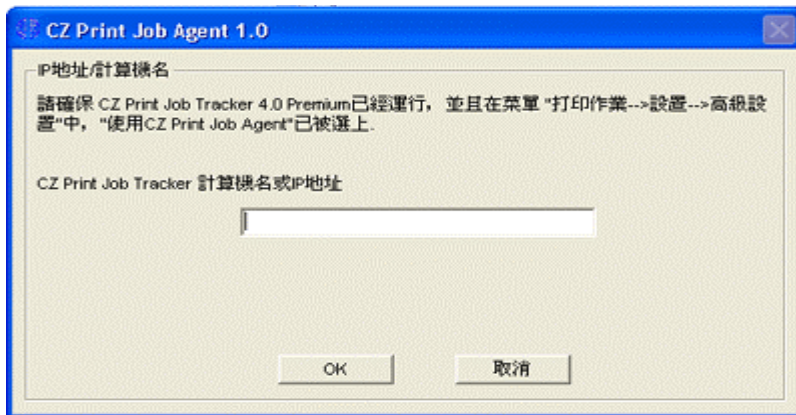 CZ Print Job Agent 1.0
IP地址/計算機名
請確保 CZ Print Job Tracker 4.0 Premium已經運行, 並且在菜單 "打印作業-->設置-->高級設
置"中, "使用CZ Print Job Agent"已被選上.
CZ Print Job Tracker 計算機名或IP地址
OK
取消